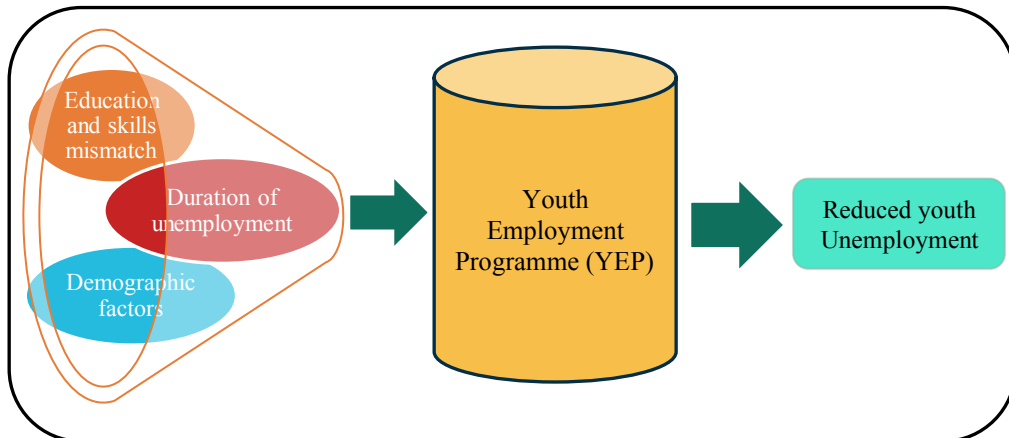 Education
and skills
mismatch
Duration of
unemployment
Demographic
factors
Youth
Employment
Programme (YEP)
Reduced youth
Unemployment